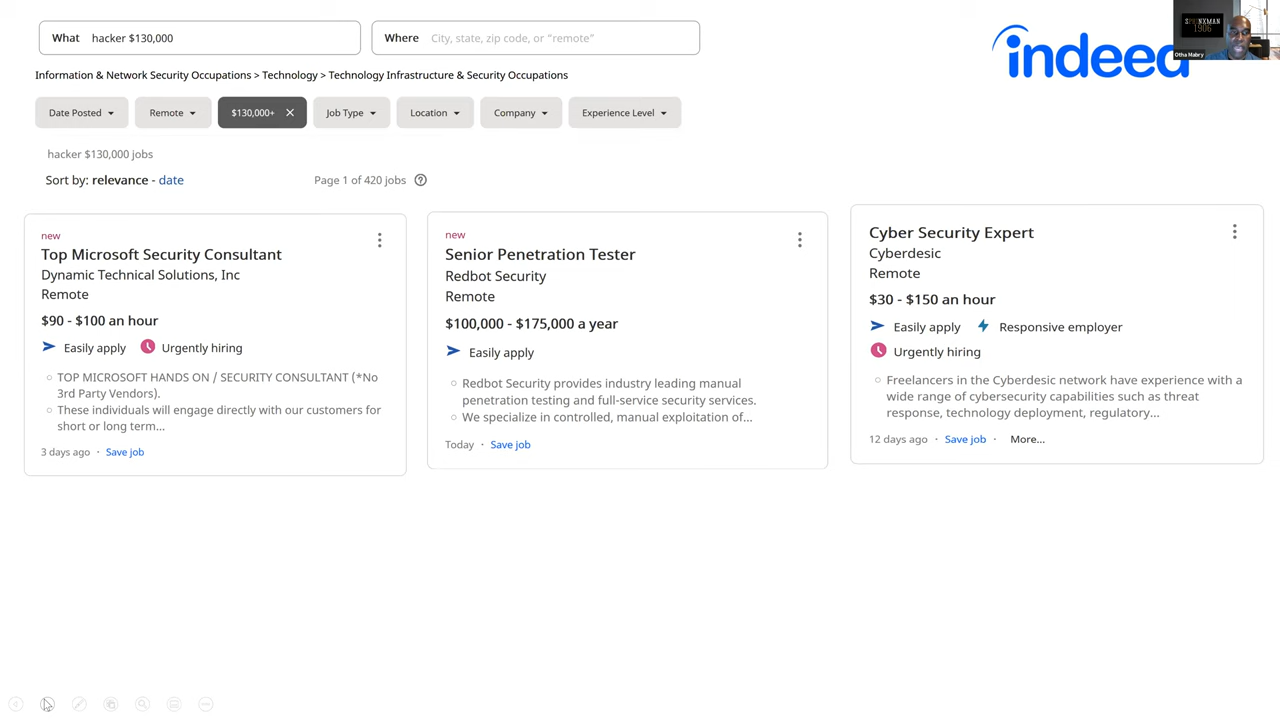 What hacker $130,000
Where City, state, zip code, or “remote”
indeed
SPHINXMAN
1906
Otha Mabry
Information & Network Security Occupations > Technology > Technology Infrastructure & Security Occupations
Date Posted
Remote
$130,000+
Job Type
Location
Company
Experience Level
hacker $130,000 jobs
Sort by: relevance - date
Page 1 of 420 jobs
new
Top Microsoft Security Consultant
Dynamic Technical Solutions, Inc
Remote
$90 - $100 an hour
Easily apply
Urgently hiring
TOP MICROSOFT HANDS ON / SECURITY CONSULTANT (*No
3rd Party Vendors).
These individuals will engage directly with our customers for
short or long term...
3 days ago · Save job
new
Senior Penetration Tester
Redbot Security
Remote
$100,000 - $175,000 a year
Easily apply
Redbot Security provides industry leading manual
penetration testing and full-service security services.
We specialize in controlled, manual exploitation of...
Today · Save job
Cyber Security Expert
Cyberdesic
Remote
$30 - $150 an hour
Easily apply
Responsive employer
Urgently hiring
Freelancers in the Cyberdesic network have experience with a
wide range of cybersecurity capabilities such as threat
response, technology deployment, regulatory...
12 days ago · Save job · More...